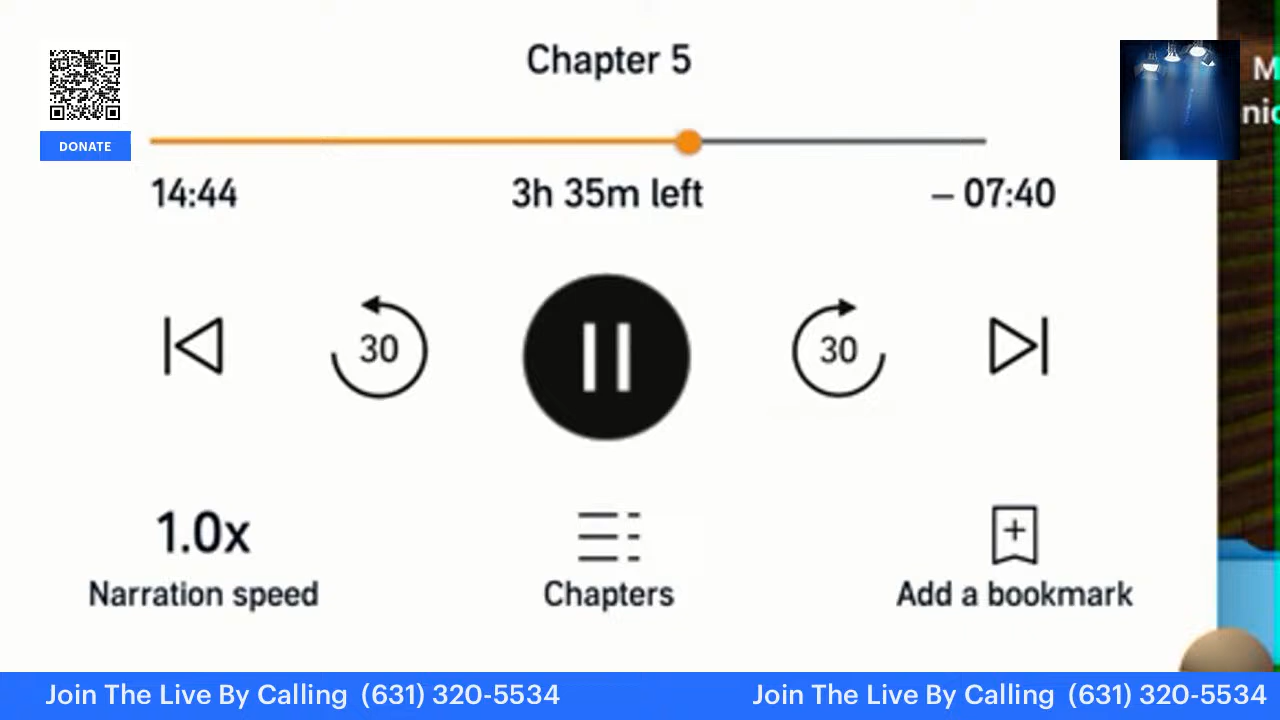 Chapter 5
DONATE
14:44
3h 35m left
– 07:40
30
30
1.0x
Narration speed
Chapters
Add a bookmark
Join The Live By Calling (631) 320-5534
Join The Live By Calling (631) 320-5534